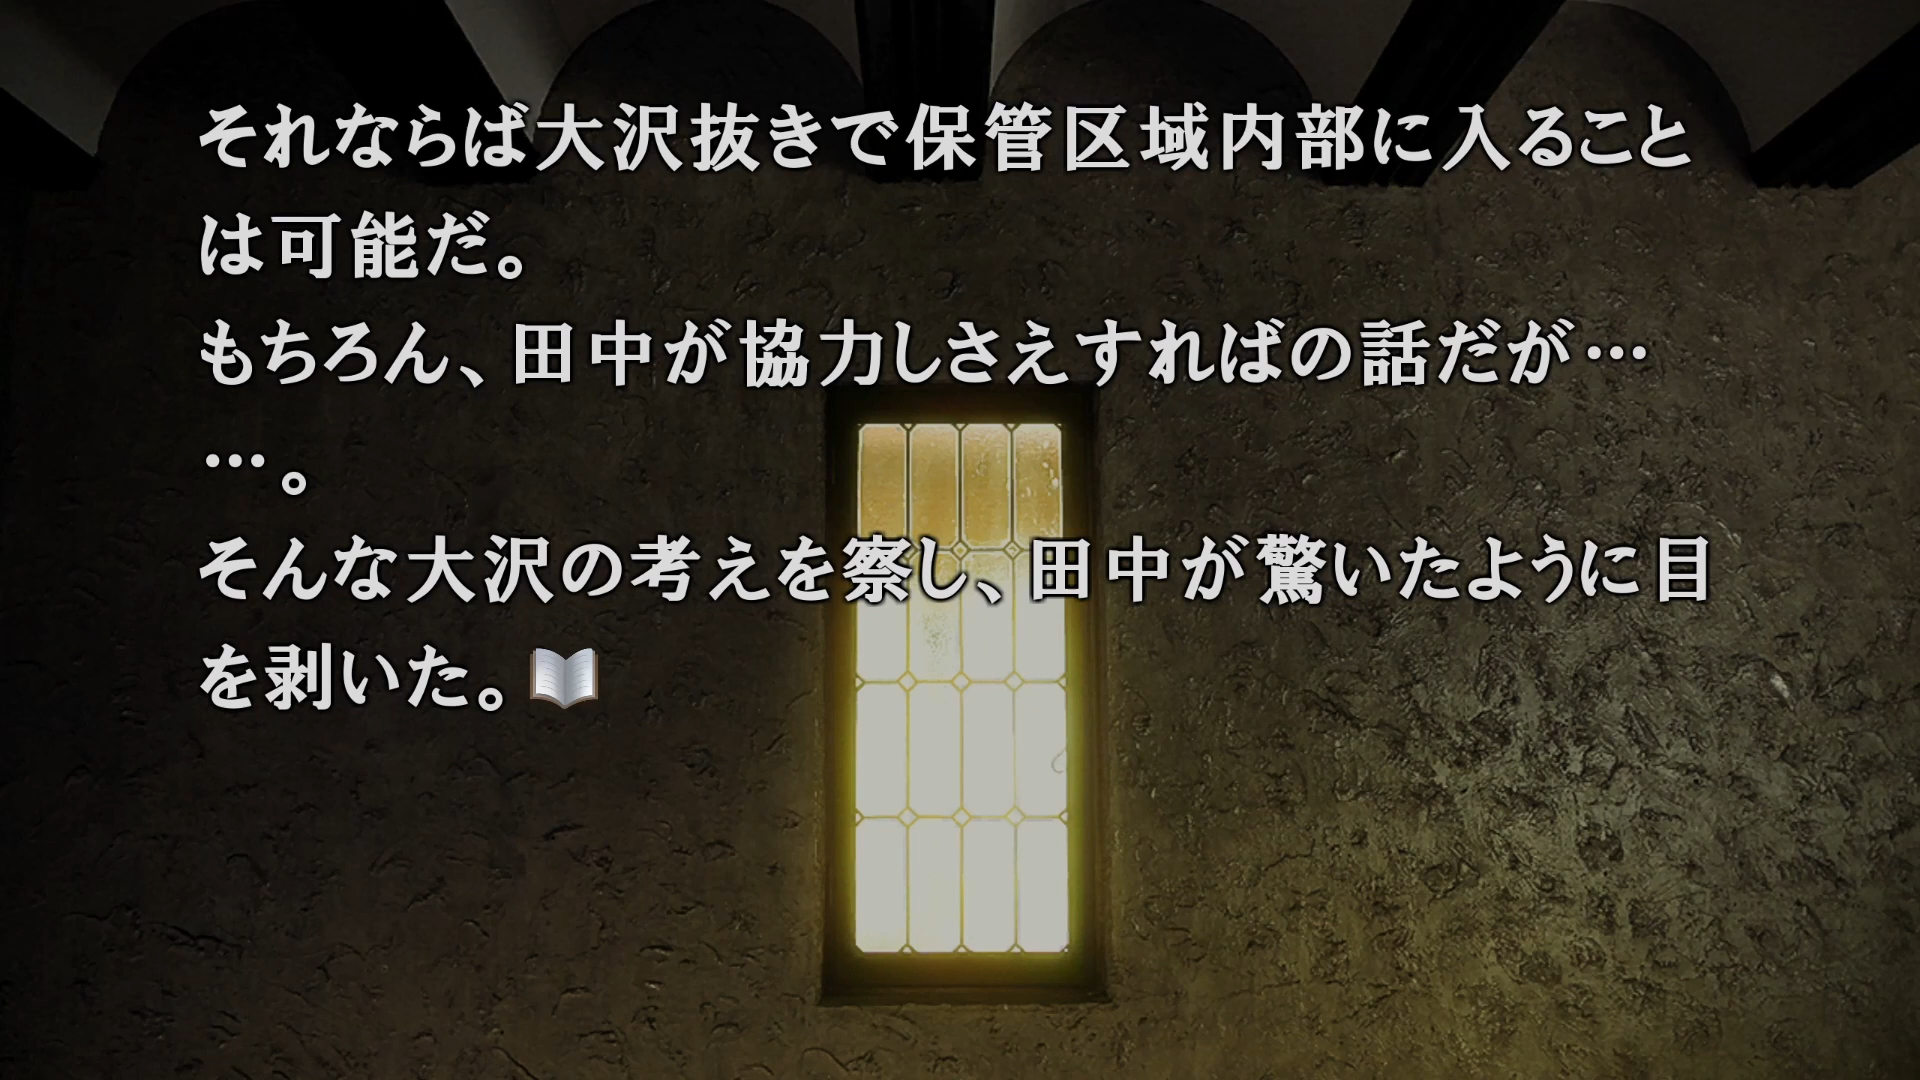 それならば大沢抜きで保管区域内部に入ること
は可能だ。
もちろん、田中が協力しさえすればの話だが…
…。
そんな大沢の考えを察し、田中が驚いたように目
を剥いた。